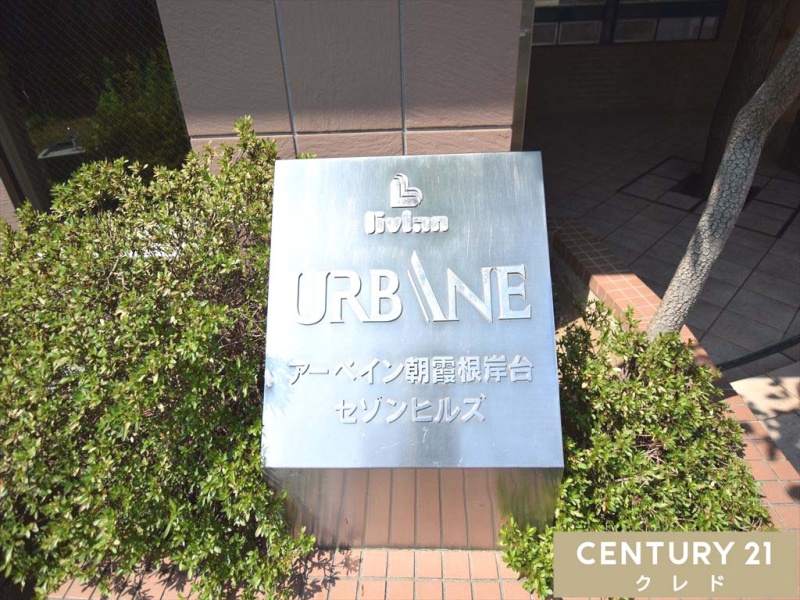 livlan
URBANE
アーベイン朝霞根岸台
セゾンヒルズ
CENTURY 21
クレド